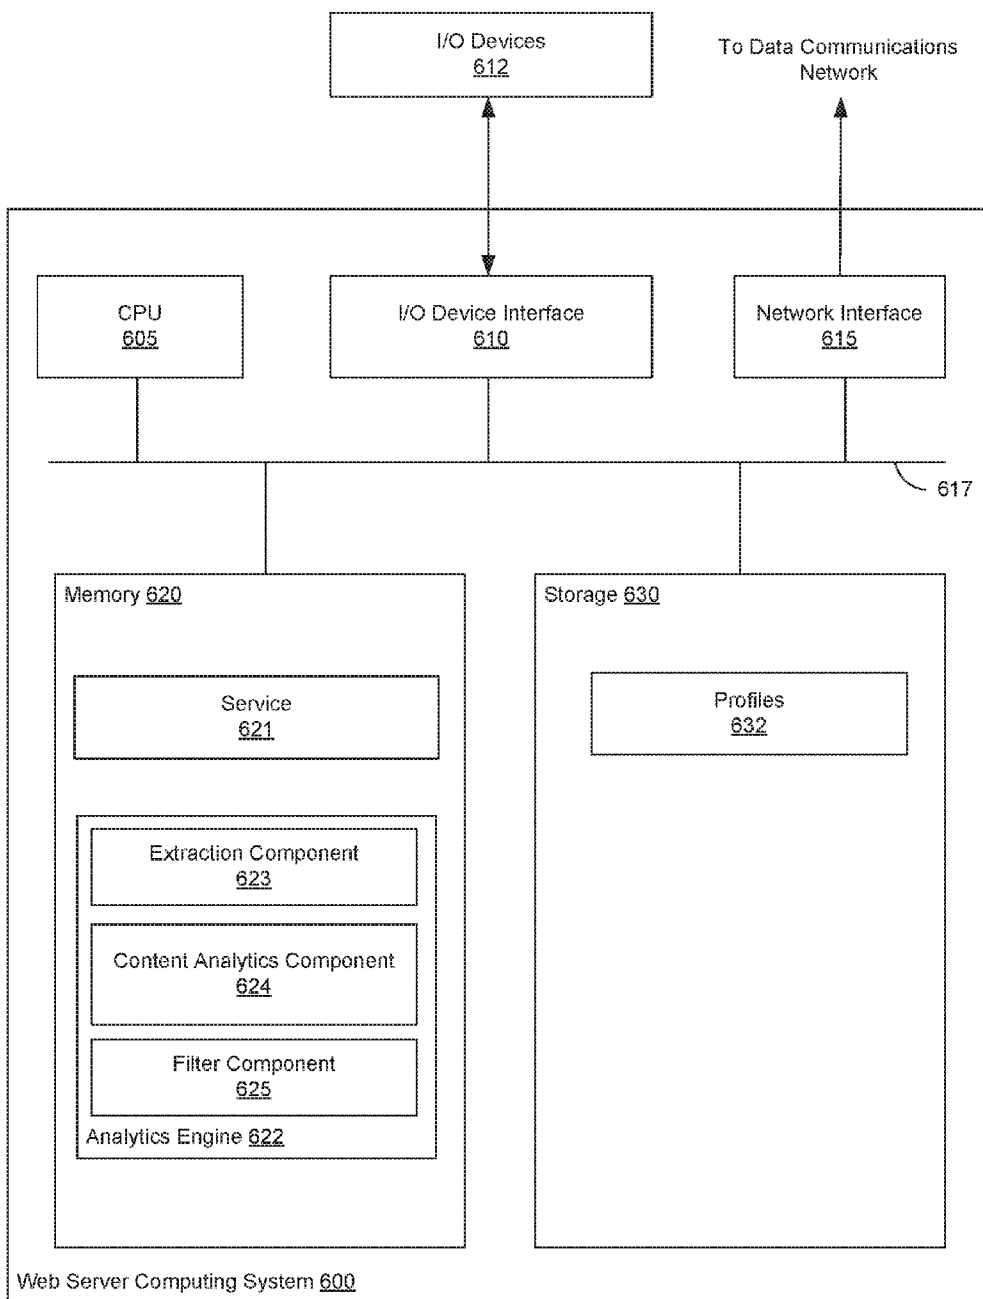 I/O Devices
612
To Data Communications
Network
CPU
605
I/O Device Interface
610
Network Interface
615
617
Memory 620
Storage 630
Service
621
Profiles
632
Extraction Component
623
Content Analytics Component
624
Filter Component
625
Analytics Engine 622
Web Server Computing System 600